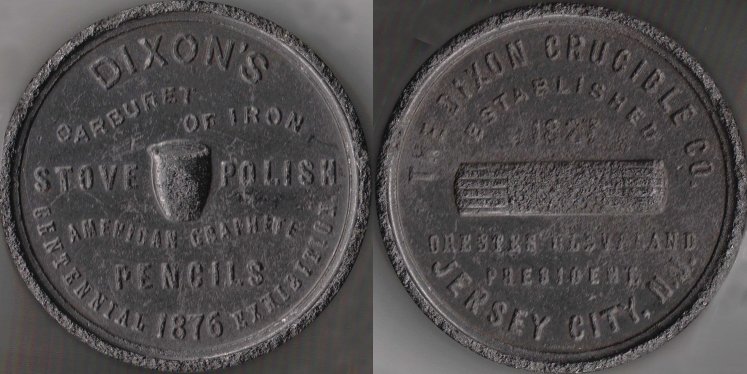 DIXON'S
CARBURET
OF IRON
STOVE POLISH
AMERICAN GRAPHITE
PENCILS
CENTENNIAL 1876 EXHIBITION
THE DIXON CRUCIBLE CO.
ESTABLISHED
1827
ORESTES CLEVELAND
PRESIDENT
JERSEY CITY, N.J.